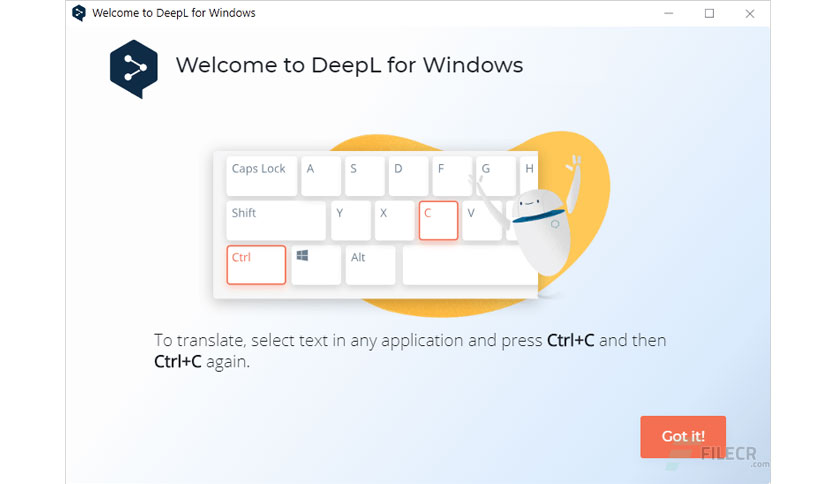 Welcome to DeepL for Windows
Welcome to DeepL for Windows
Caps Lock A S D F G H
Shift Y X C V
Ctrl Alt
To translate, select text in any application and press Ctrl+C and then
Ctrl+C again.
Got it!
FILECR
.com